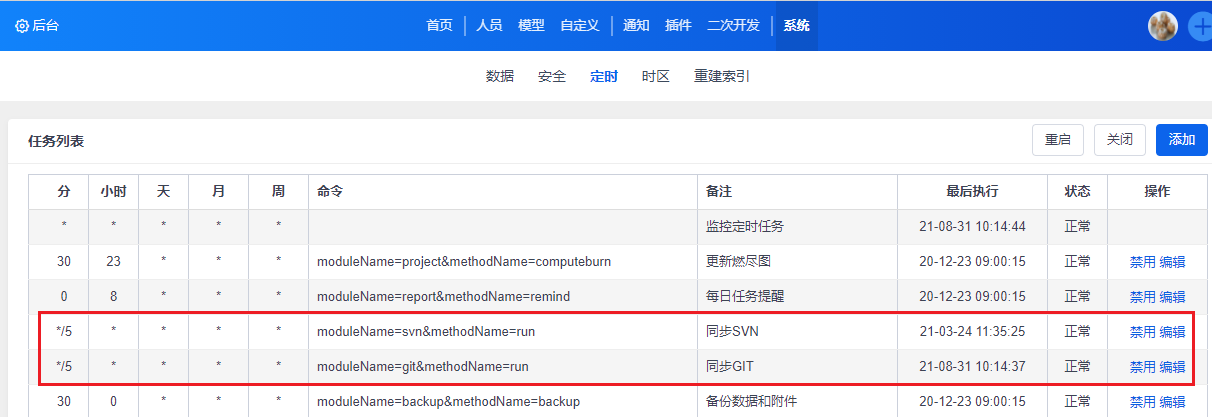 后台 首页 人员 模型 自定义 通知 插件 二次开发 系统
数据 安全 定时 时区 重建索引
任务列表 重启 关闭 添加
分 小时 天 月 周 命令 备注 最后执行 状态 操作
* * * * * 监控定时任务 21-08-31 10:14:44 正常
30 23 * * * moduleName=project&methodName=computeburn 更新燃尽图 20-12-23 09:00:15 正常 禁用 编辑
0 8 * * * moduleName=report&methodName=remind 每日任务提醒 20-12-23 09:00:15 正常 禁用 编辑
*/5 * * * * moduleName=svn&methodName=run 同步SVN 21-03-24 11:35:25 正常 禁用 编辑
*/5 * * * * moduleName=git&methodName=run 同步GIT 21-08-31 10:14:37 正常 禁用 编辑
30 0 * * * moduleName=backup&methodName=backup 备份数据和附件 20-12-23 09:00:15 正常 禁用 编辑